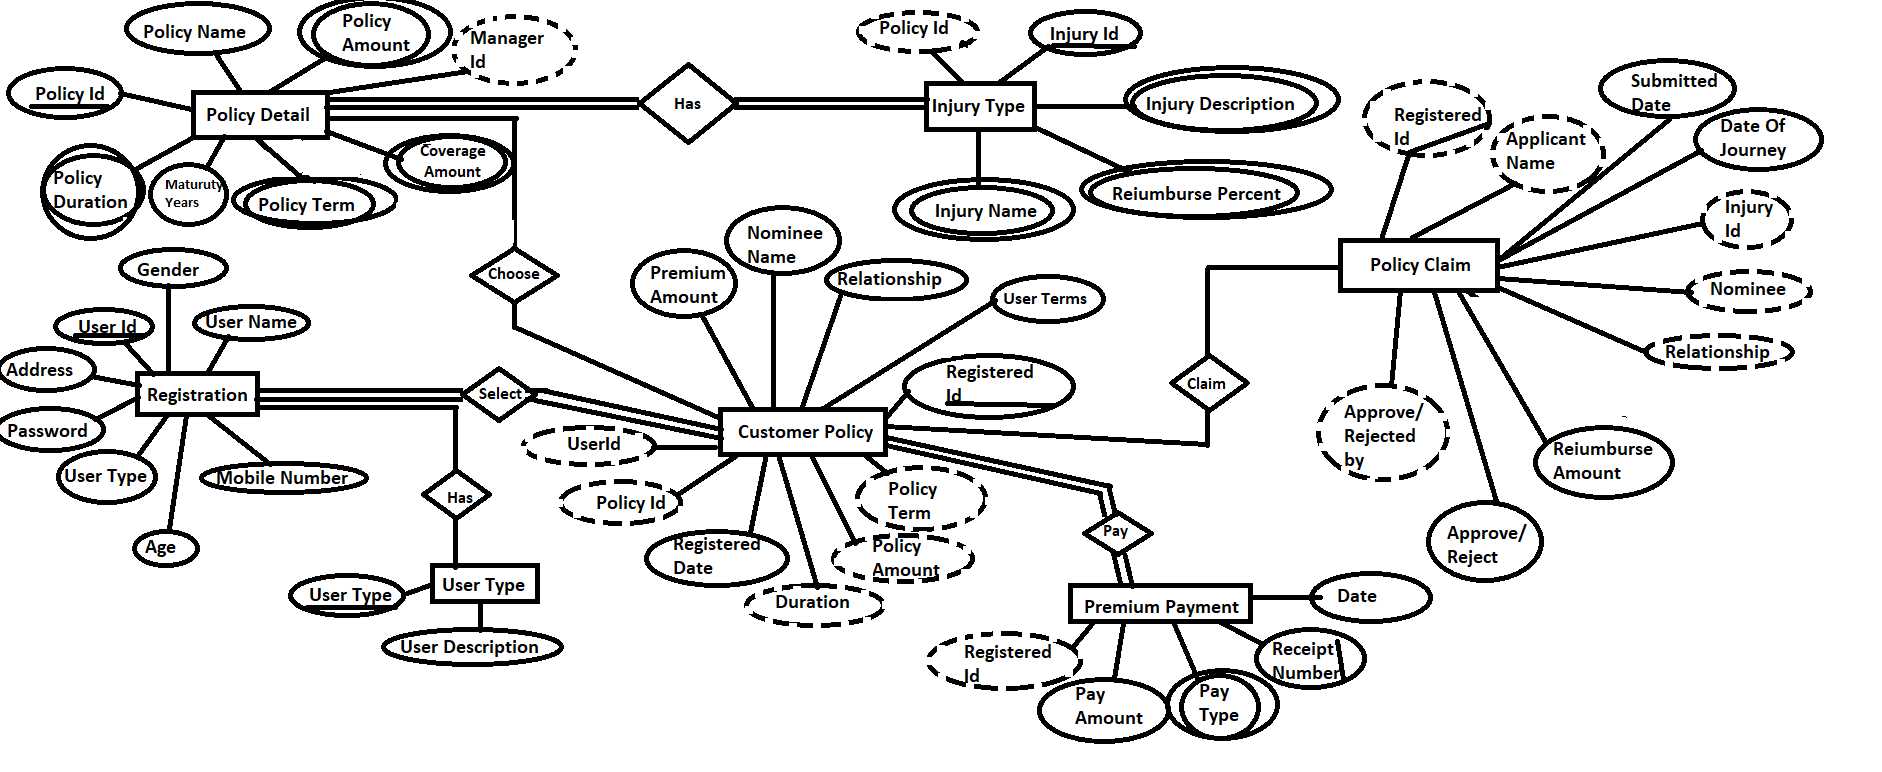 Policy Name
Policy
Amount
Manager
Id
Policy Id
Policy Detail
Policy
Duration
Maturuty
Years
Policy Term
Coverage
Amount
Has
Policy Id
Injury Id
Injury Type
Injury Description
Injury Name
Reiumburse Percent
Registered
Id
Applicant
Name
Submitted
Date
Date Of
Journey
Injury
Id
Nominee
Relationship
Policy Claim
Approve/
Rejected
by
Approve/
Reject
Reiumburse
Amount
Claim
Choose
Gender
User Id
User Name
Address
Registration
Password
User Type
Age
Mobile Number
Select
Has
User Type
User Type
User Description
Premium
Amount
Nominee
Name
Relationship
User Terms
Registered
Id
Customer Policy
UserId
Policy Id
Registered
Date
Duration
Policy
Amount
Policy
Term
Pay
Premium Payment
Date
Registered
Id
Pay
Amount
Pay
Type
Receipt
Number